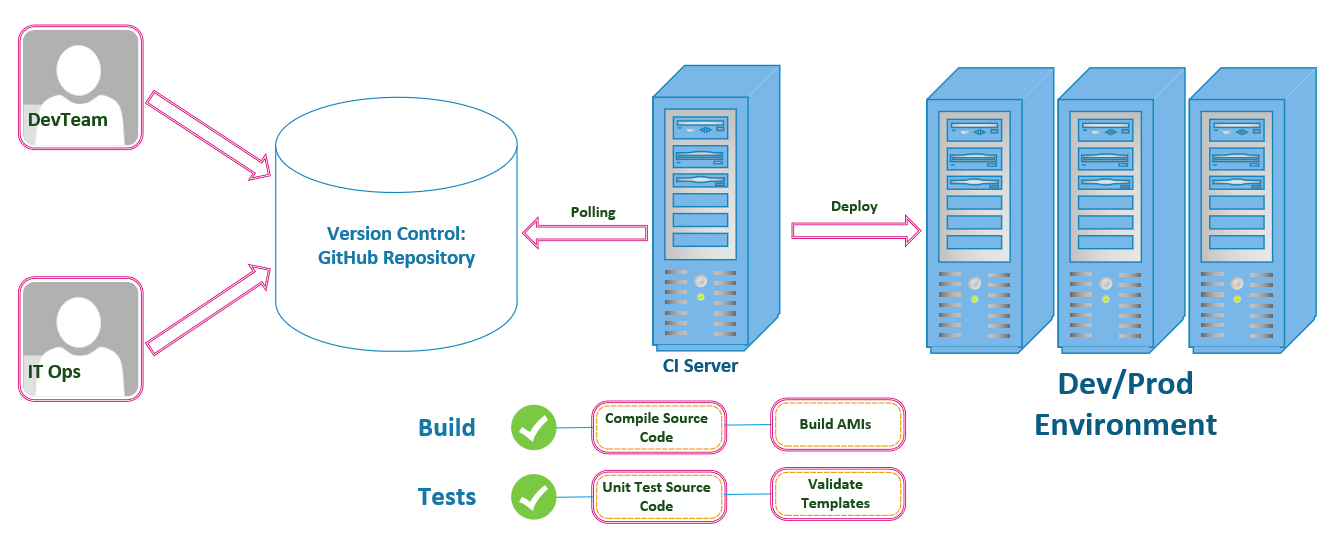 DevTeam
IT Ops
Version Control:
GitHub Repository
Polling
CI Server
Deploy
Dev/Prod
Environment
Build
Compile Source
Code
Build AMIs
Tests
Unit Test Source
Code
Validate
Templates